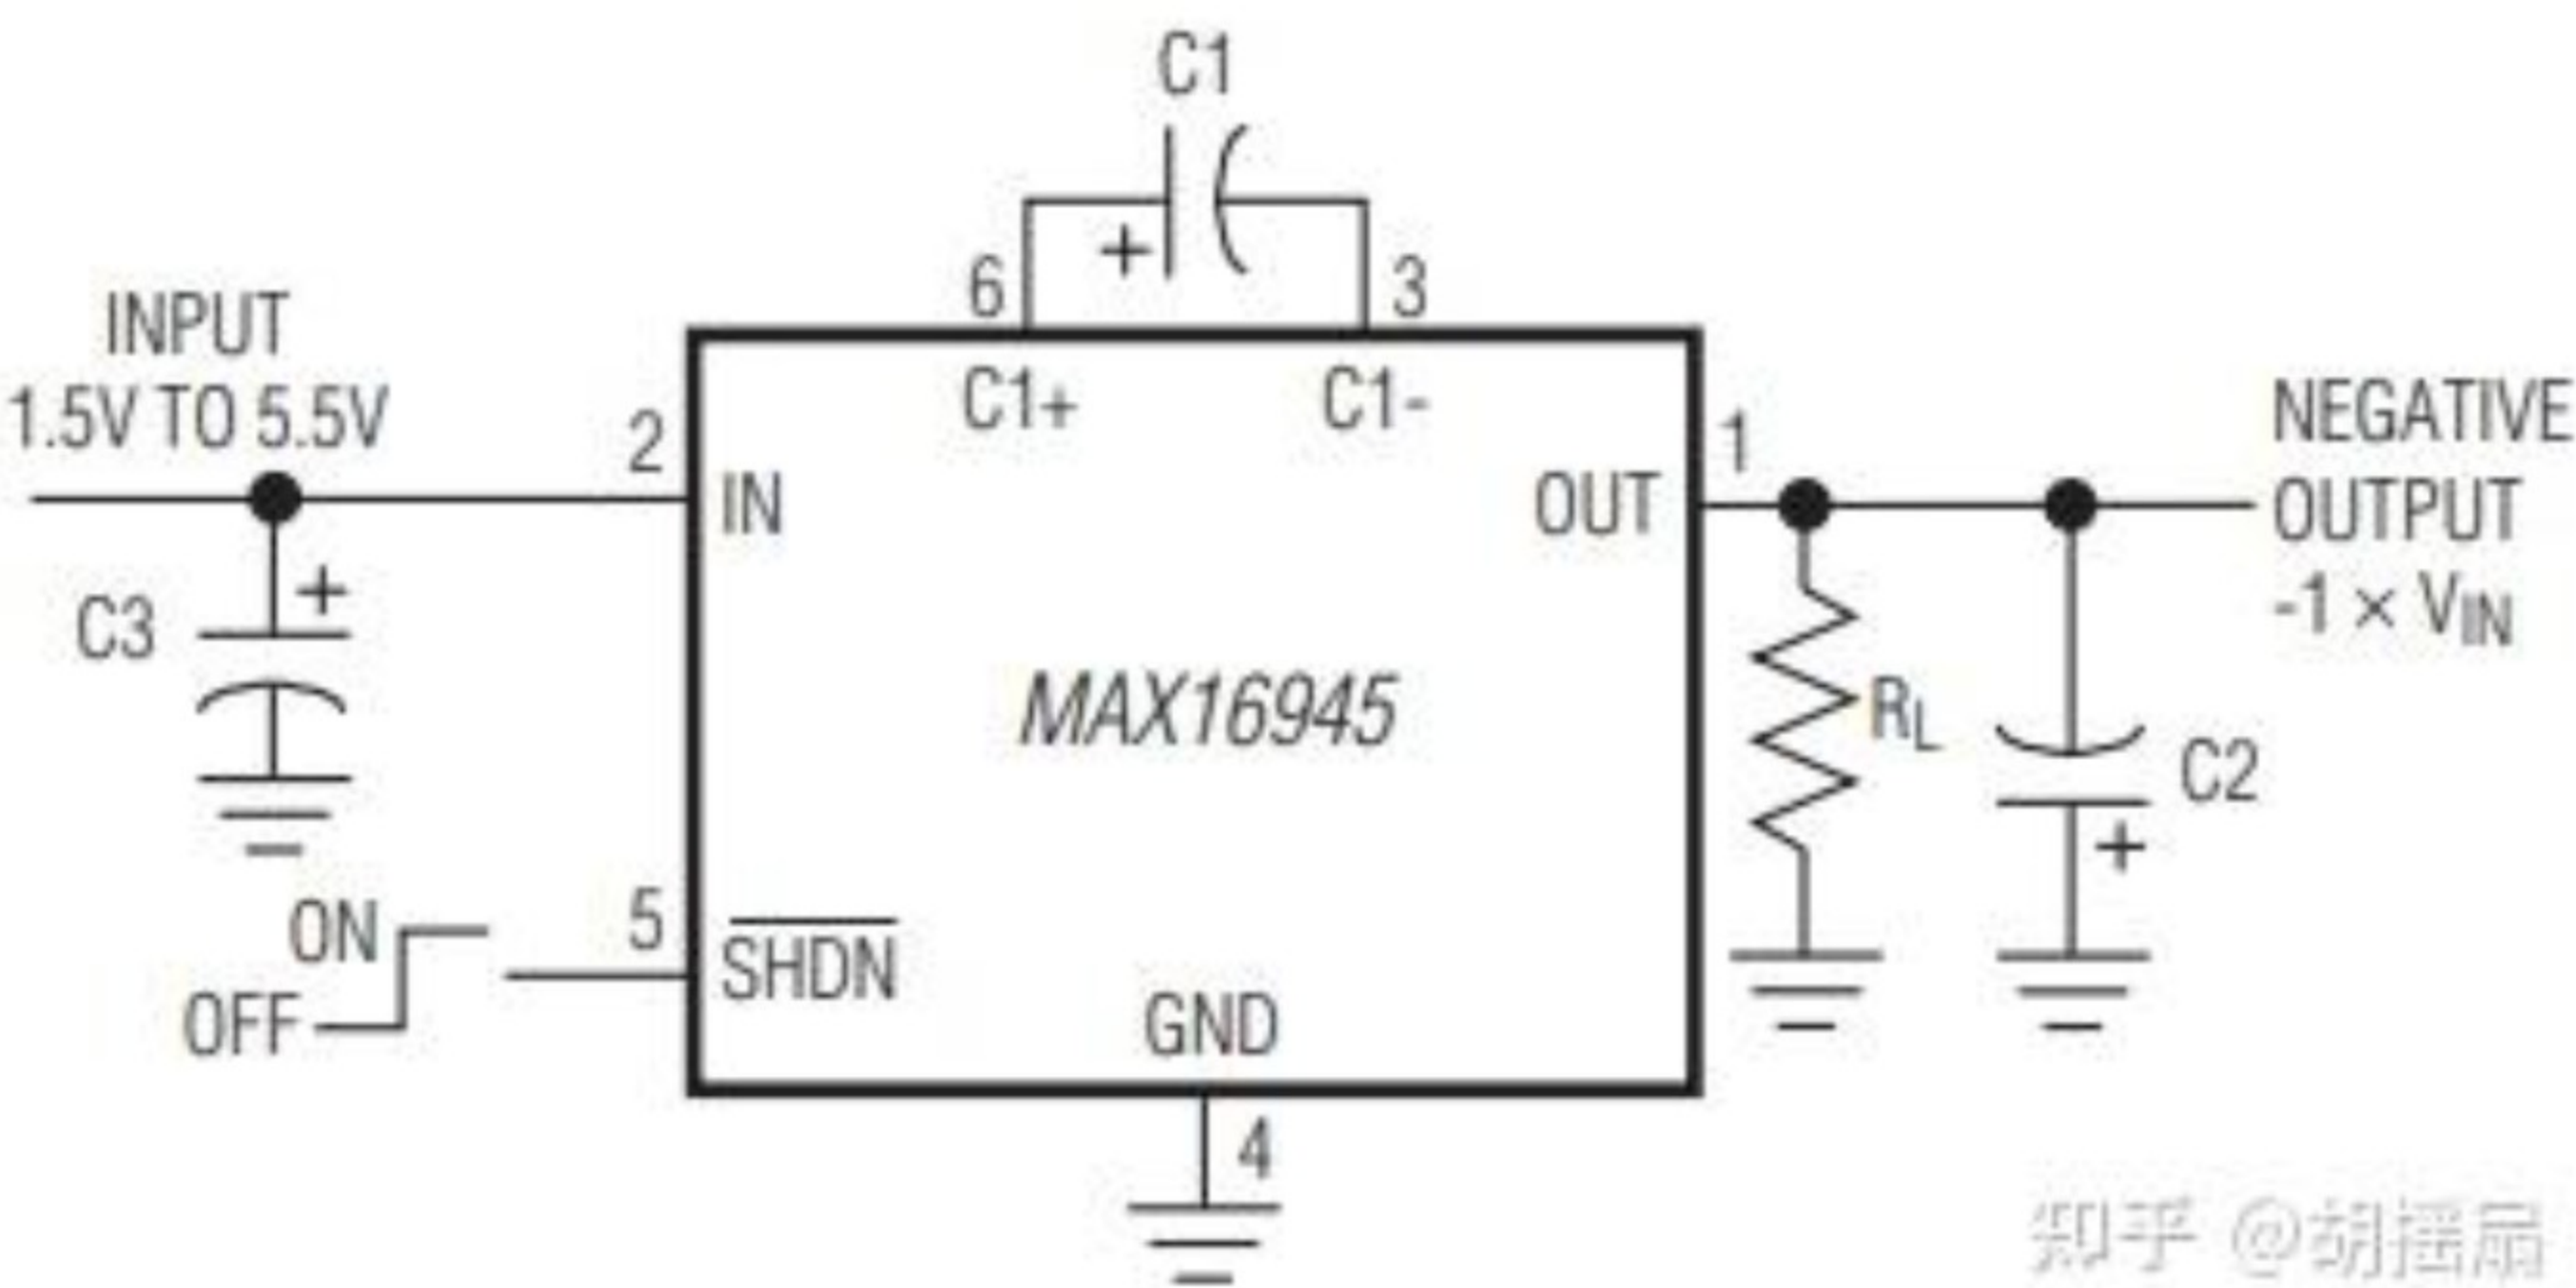 C1
+
6
3
INPUT
1.5V TO 5.5V
2
C1+
C1-
1
IN
OUT
NEGATIVE
OUTPUT
-1 × VIN
C3
+
MAX16945
RL
C2
+
ON
OFF
5
SHDN
GND
4
知乎 @胡摇扇